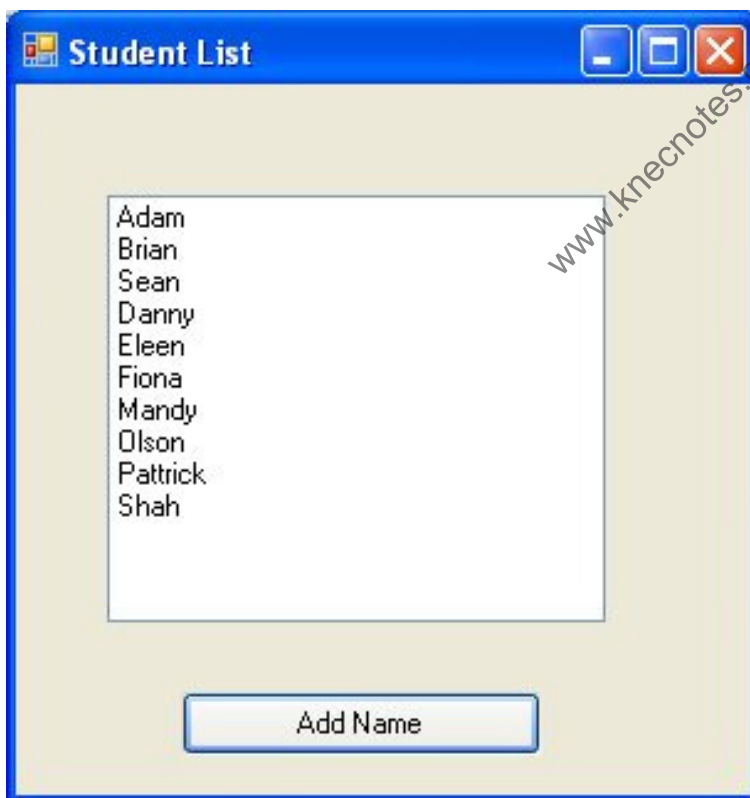 Student List
www.knecnotes.
Adam
Brian
Sean
Danny
Eleen
Fiona
Mandy
Olson
Pattrick
Shah
Add Name